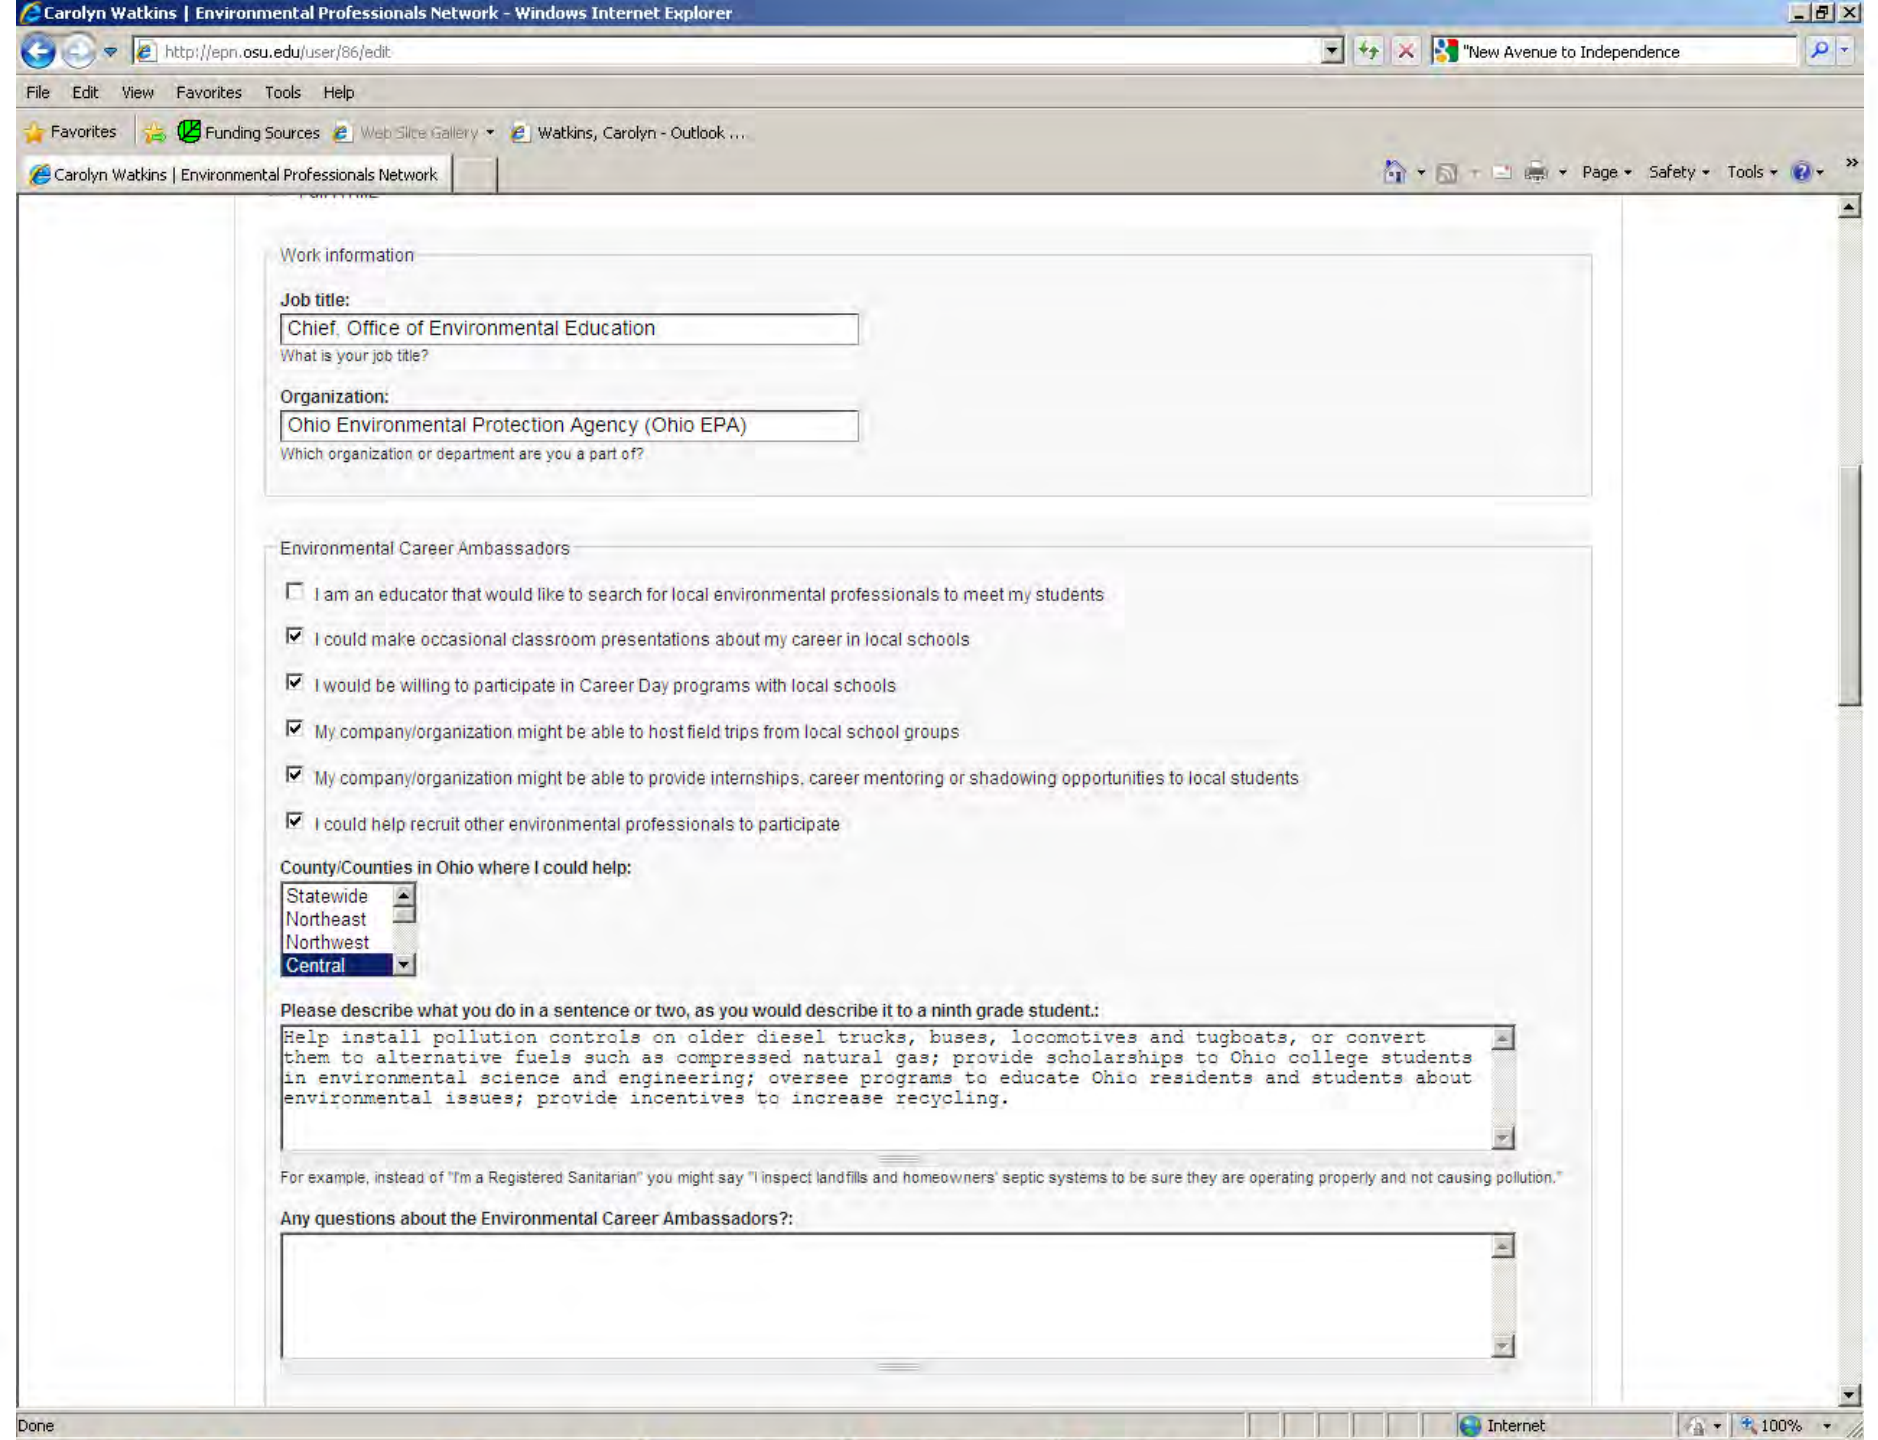 Carolyn Watkins | Environmental Professionals Network - Windows Internet Explorer
http://epn.osu.edu/user/86/edit
"New Avenue to Independence
File Edit View Favorites Tools Help
Favorites Funding Sources Web Slice Gallery Watkins, Carolyn - Outlook ...
Carolyn Watkins | Environmental Professionals Network
Page Safety Tools »
Work information
Job title:
Chief, Office of Environmental Education
What is your job title?
Organization:
Ohio Environmental Protection Agency (Ohio EPA)
Which organization or department are you a part of?
Environmental Career Ambassadors
I am an educator that would like to search for local environmental professionals to meet my students
I could make occasional classroom presentations about my career in local schools
I would be willing to participate in Career Day programs with local schools
My company/organization might be able to host field trips from local school groups
My company/organization might be able to provide internships, career mentoring or shadowing opportunities to local students
I could help recruit other environmental professionals to participate
County/Counties in Ohio where I could help:
Statewide
Northeast
Northwest
Central
Please describe what you do in a sentence or two, as you would describe it to a ninth grade student.:
Help install pollution controls on older diesel trucks, buses, locomotives and tugboats, or convert
them to alternative fuels such as compressed natural gas; provide scholarships to Ohio college students
in environmental science and engineering; oversee programs to educate Ohio residents and students about
environmental issues; provide incentives to increase recycling.
For example, instead of "I'm a Registered Sanitarian" you might say "I inspect landfills and homeowners' septic systems to be sure they are operating properly and not causing pollution."
Any questions about the Environmental Career Ambassadors?:
Done
Internet
100%